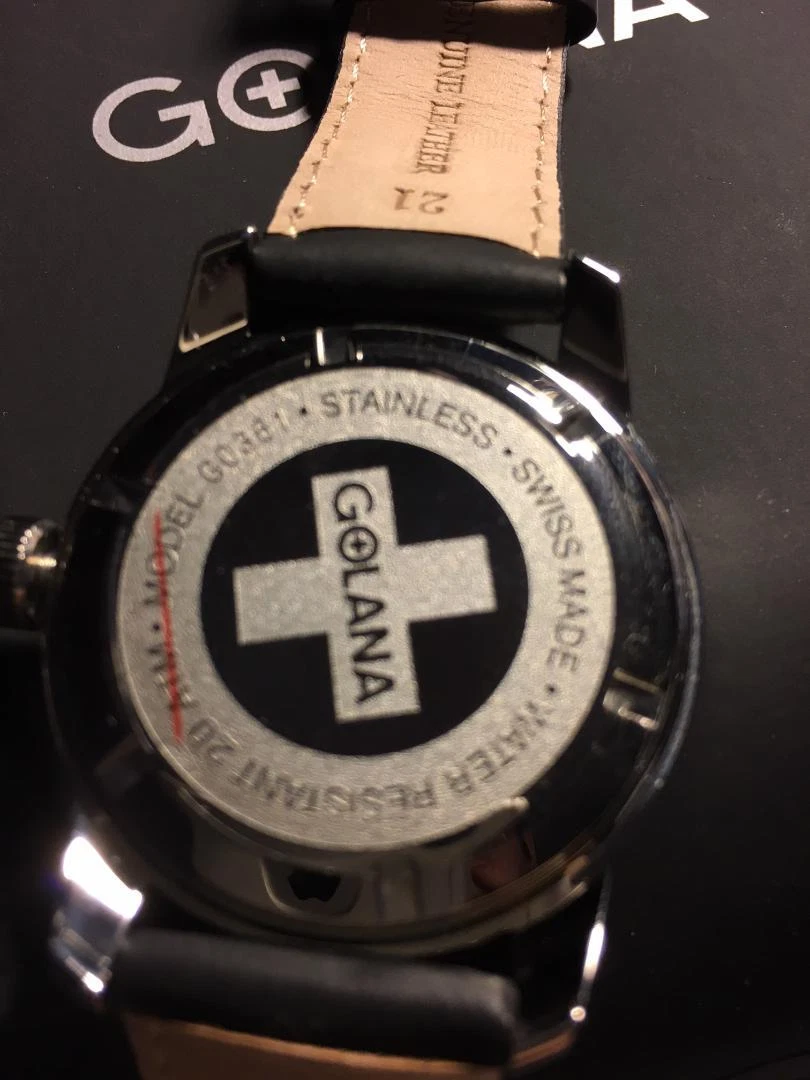 GOLANA
GENUINE LEATHER
21
MODEL G0381 • STAINLESS • SWISS MADE • WATER RESISTANT 20 ATM •
GOLANA